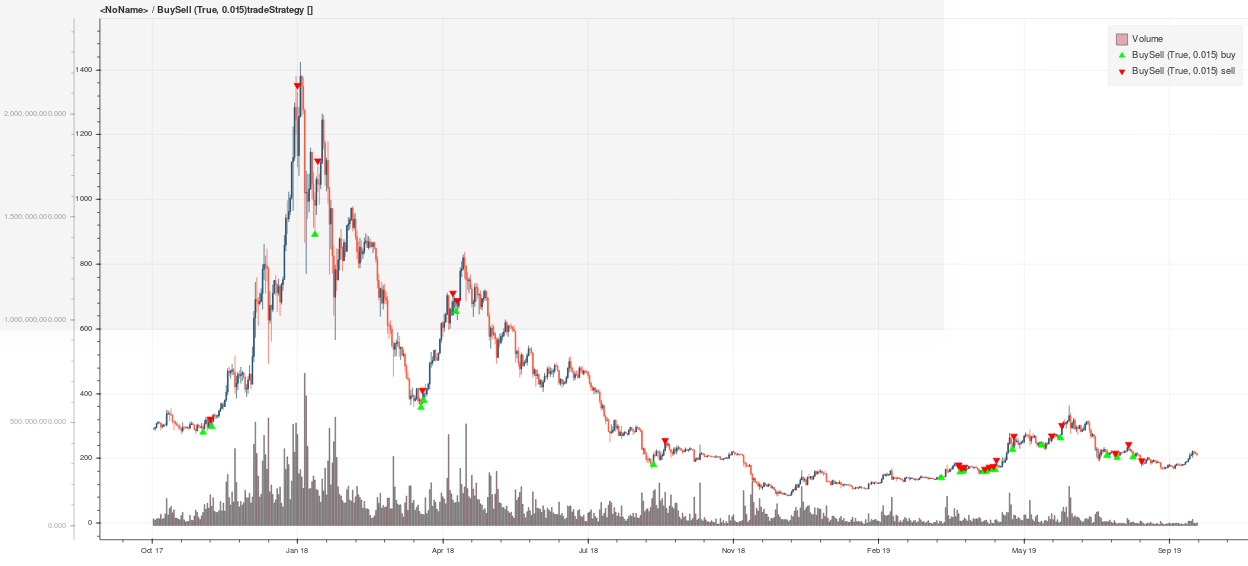 <NoName> / BuySell (True, 0.015)tradeStrategy []
Volume
BuySell (True, 0.015) buy
BuySell (True, 0.015) sell
1400
2.000.000.000.000
1200
1.500.000.000.000
1000
800
1.000.000.000.000
600
400
500.000.000.000
200
0.000
0
Oct 17
Jan 18
Apr 18
Jul 18
Nov 18
Feb 19
May 19
Sep 19